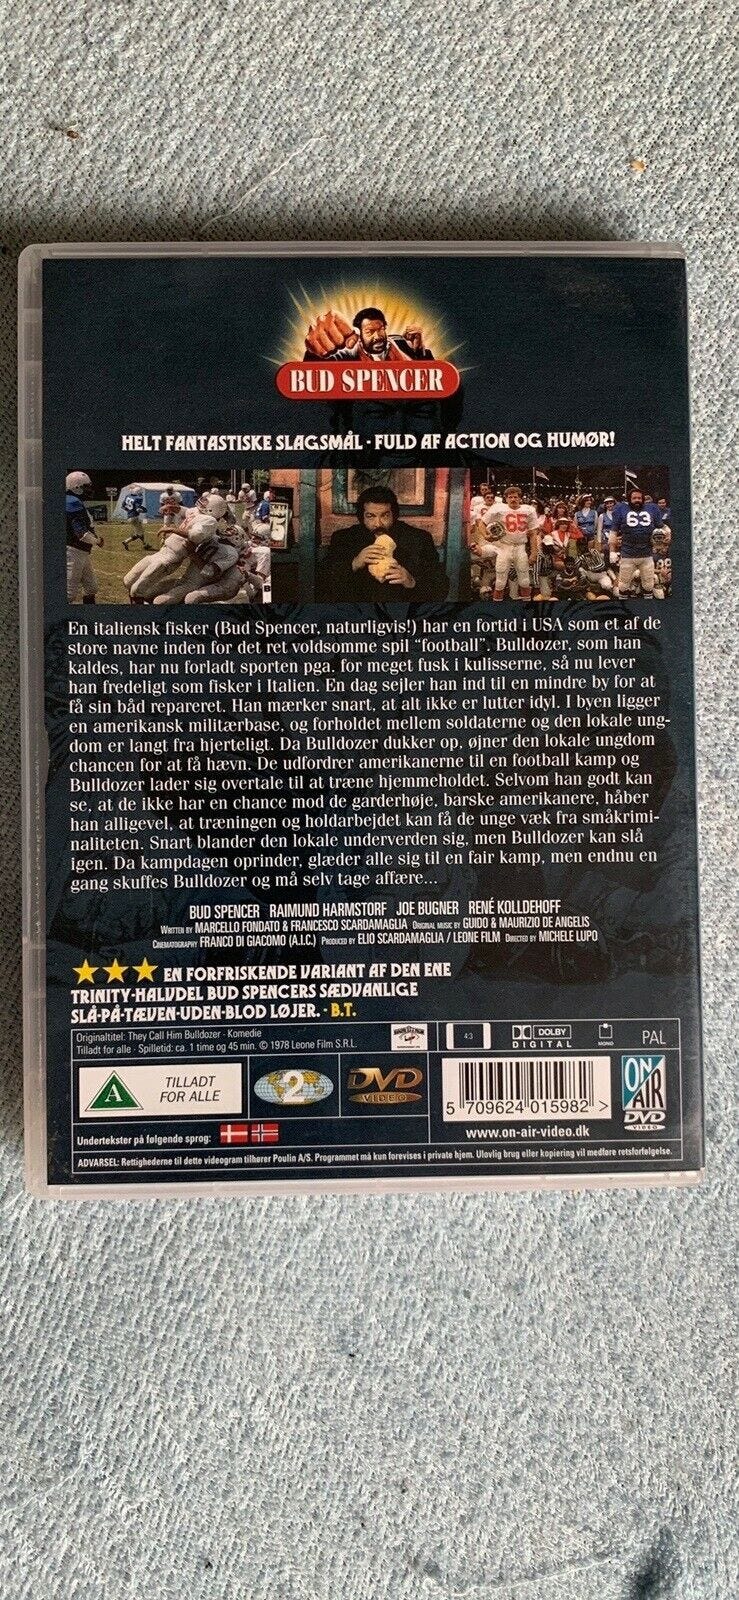 BUD SPENCER
HELT FANTASTISKE SLAGSMÅL · FULD AF ACTION OG HUMØR!
65
63
En italiensk fisker (Bud Spencer, naturligvis!) har en fortid i USA som et af de
store navne inden for det ret voldsomme spil "football". Bulldozer, som han
kaldes, har nu forladt sporten pga. for meget fusk i kulisserne, så nu lever
han fredeligt som fisker i Italien. En dag sejler han ind til en mindre by for at
få sin båd repareret. Han mærker snart, at alt ikke er lutter idyl. I byen ligger
en amerikansk militærbase, og forholdet mellem soldaterne og den lokale ung-
dom er langt fra hjerteligt. Da Bulldozer dukker op, øjner den lokale ungdom
chancen for at få hævn. De udfordrer amerikanerne til en football kamp og
Bulldozer lader sig overtale til at træne hjemmeholdet. Selvom han godt kan
se, at de ikke har en chance mod de garderhøje, barske amerikanere, håber
han alligevel, at træningen og holdarbejdet kan få de unge væk fra småkrimi-
naliteten. Snart blander den lokale underverden sig, men Bulldozer kan slå
igen. Da kampdagen oprinder, glæder alle sig til en fair kamp, men endnu en
gang skuffes Bulldozer og må selv tage affære...
BUD SPENCER RAIMUND HARMSTORF JOE BUGNER RENÉ KOLLDEHOFF
WRITTEN BY MARCELLO FONDATO & FRANCESCO SCARDAMAGLIA ORIGINAL MUSIC BY GUIDO & MAURIZIO DE ANGELIS
CINEMATOGRAPHY FRANCO DI GIACOMO (A.I.C.) PRODUCED BY ELIO SCARDAMAGLIA / LEONE FILM DIRECTED BY MICHELE LUPO
EN FORFRISKENDE VARIANT AF DEN ENE
TRINITY-HALVDEL BUD SPENCERS SÆDVANLIGE
SLÅ-PÅ-TÆVEN-UDEN-BLOD LØJER. · B.T.
Originaltitel: They Call Him Bulldozer - Komedie
Tilladt for alle - Spilletid: ca. 1 time og 45 min. © 1978 Leone Film S.R.L.
4:3
DOLBY
DIGITAL
MONO
PAL
A
TILLADT
FOR ALLE
2
DVD
VIDEO
5 709624 015982 >
ON
AIR
DVD
VIDEO
Undertekster på følgende sprog:
www.on-air-video.dk
ADVARSEL: Rettighederne til dette videogram tilhører Poulin A/S. Programmet må kun forevises i private hjem. Ulovlig brug eller kopiering vil medføre retsforfølgelse.